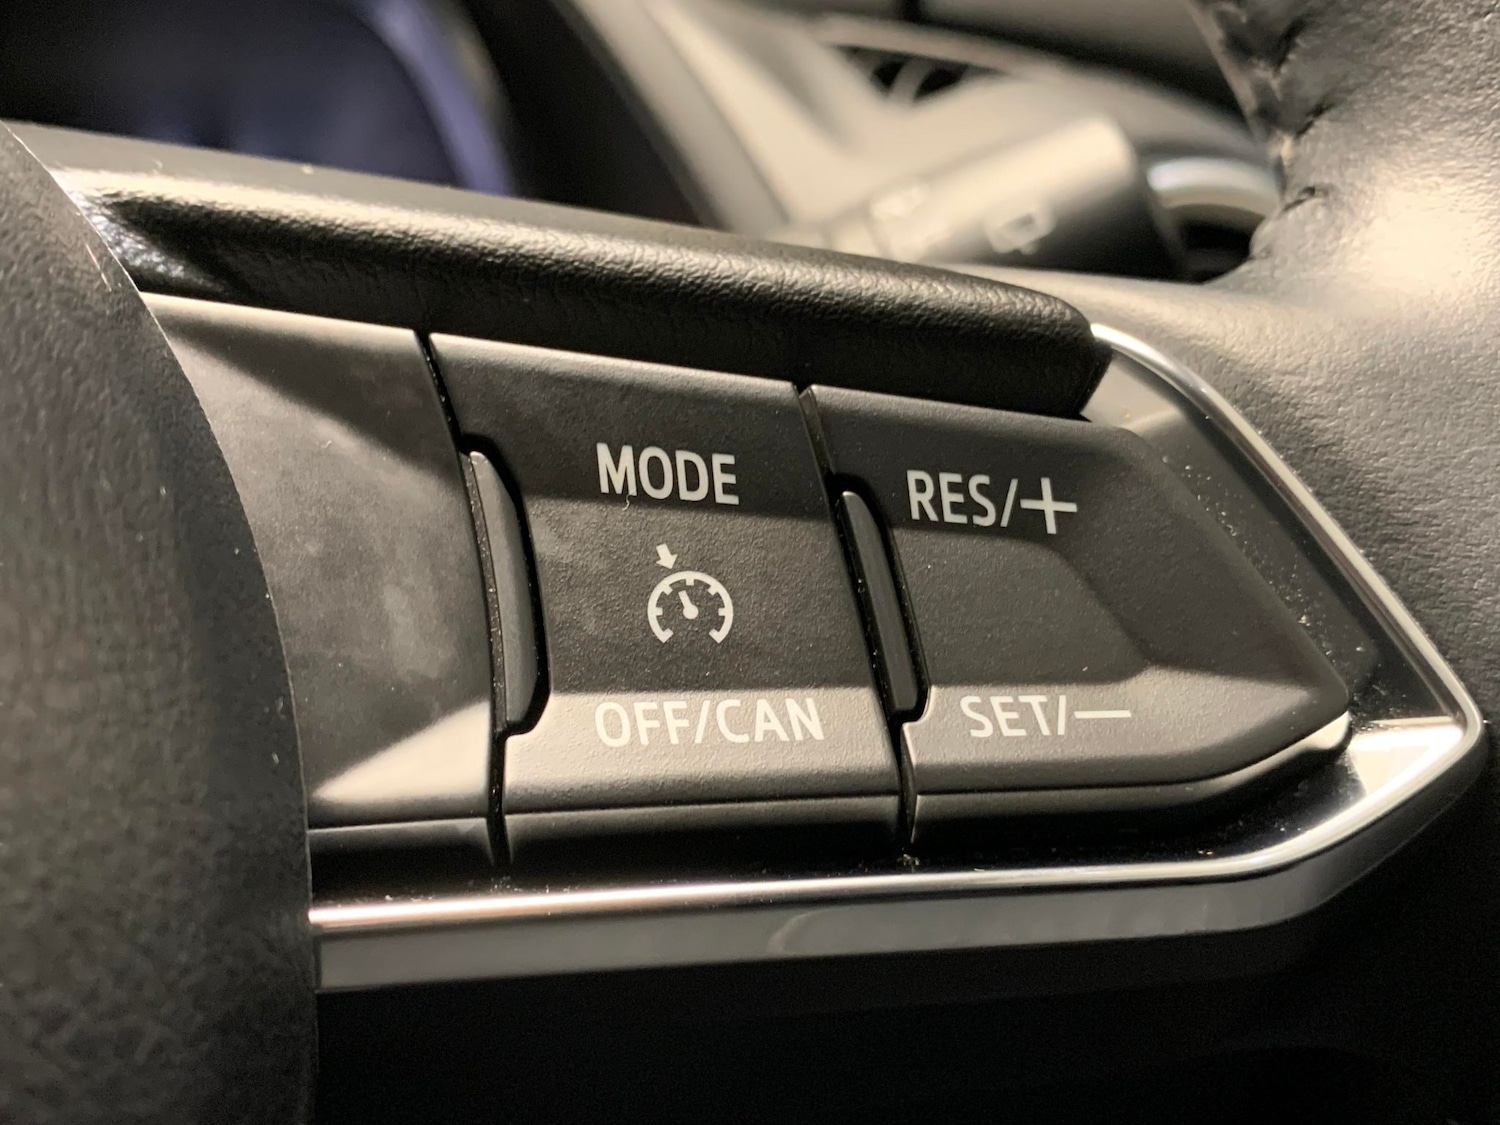 MODE
OFF/CAN
RES/+
SET/—